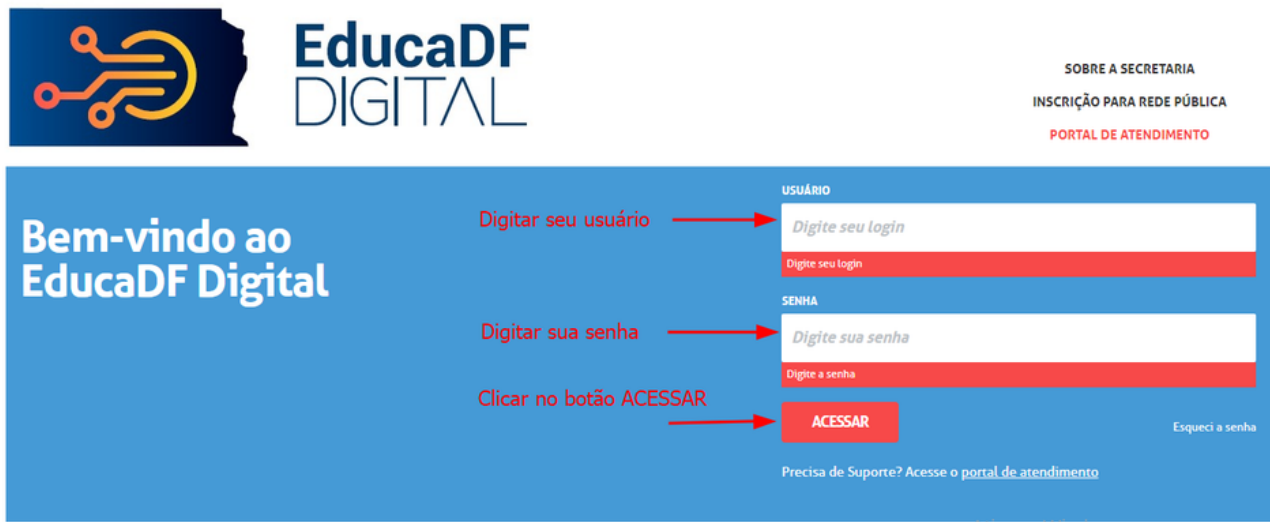 EducaDF
DIGITAL
SOBRE A SECRETARIA
INSCRIÇÃO PARA REDE PÚBLICA
PORTAL DE ATENDIMENTO
Bem-vindo ao
EducaDF Digital
USUÁRIO
Digitar seu usuário
Digite seu login
Digite seu login
SENHA
Digitar sua senha
Digite sua senha
Digite a senha
Clicar no botão ACESSAR
ACESSAR
Esqueci a senha
Precisa de Suporte? Acesse o portal de atendimento